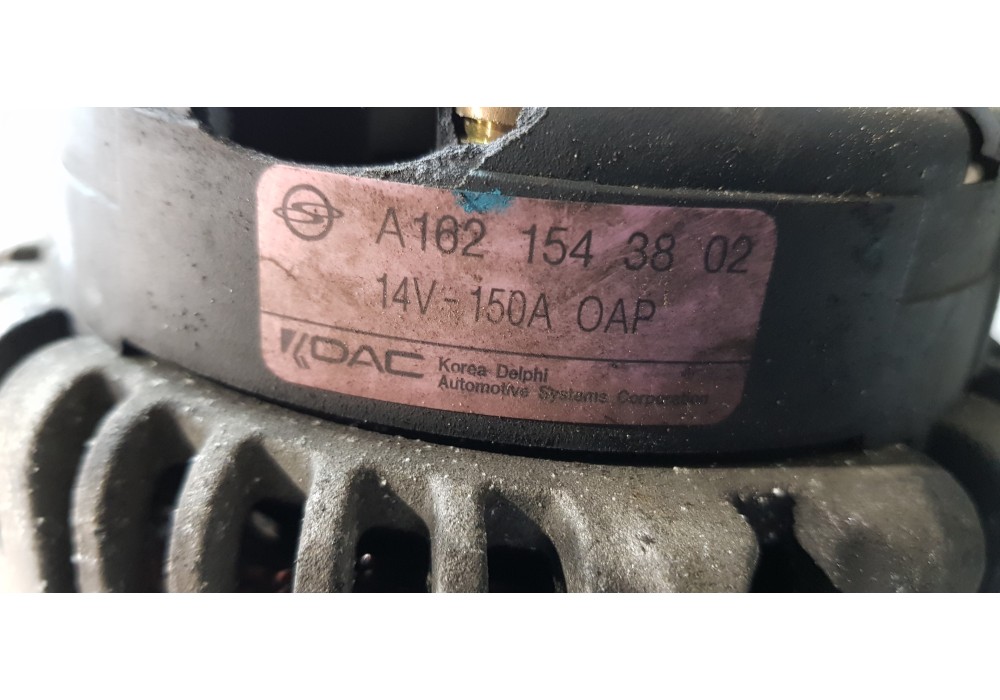 A162 154 38 02
14V-150A OAP
KDAC Korea Delphi
Automotive Systems Corporation